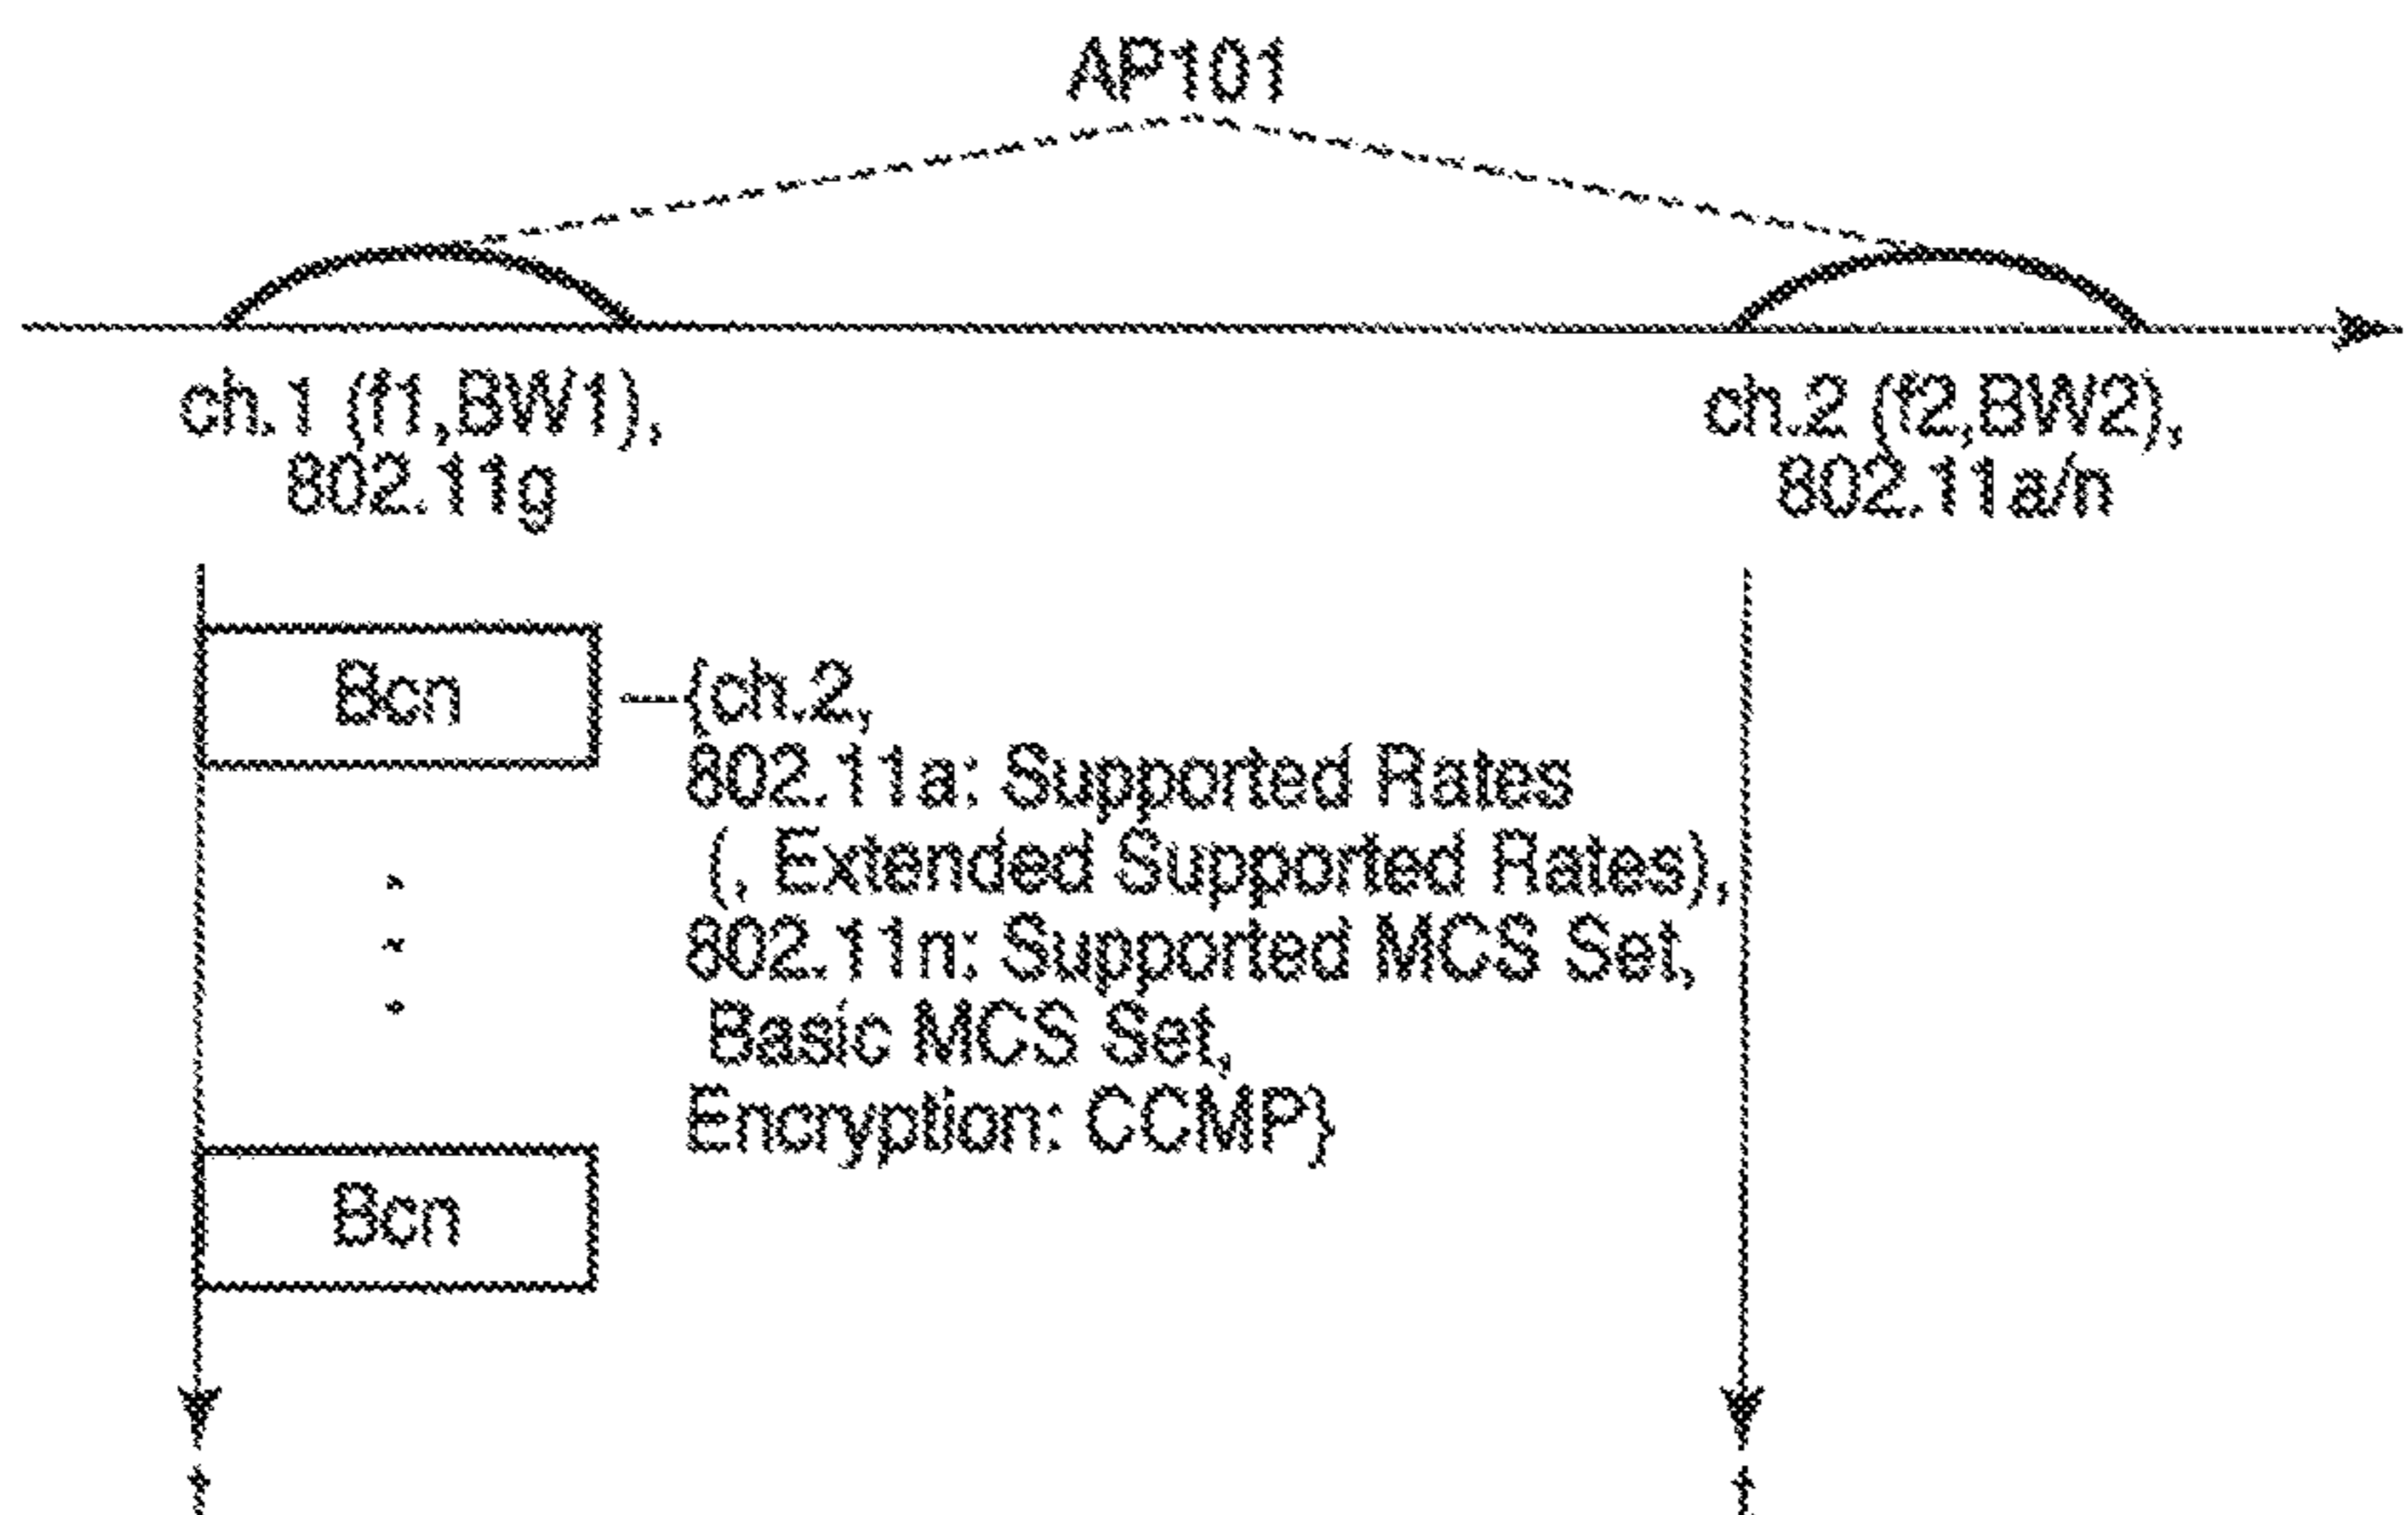 AP101
ch.1 (f1,BW1),
802.11g
ch.2 (f2,BW2),
802.11a/n
Bcn
{ch.2,
802.11a: Supported Rates
(, Extended Supported Rates),
802.11n: Supported MCS Set,
Basic MCS Set,
Encryption: CCMP}
Bcn
t
t